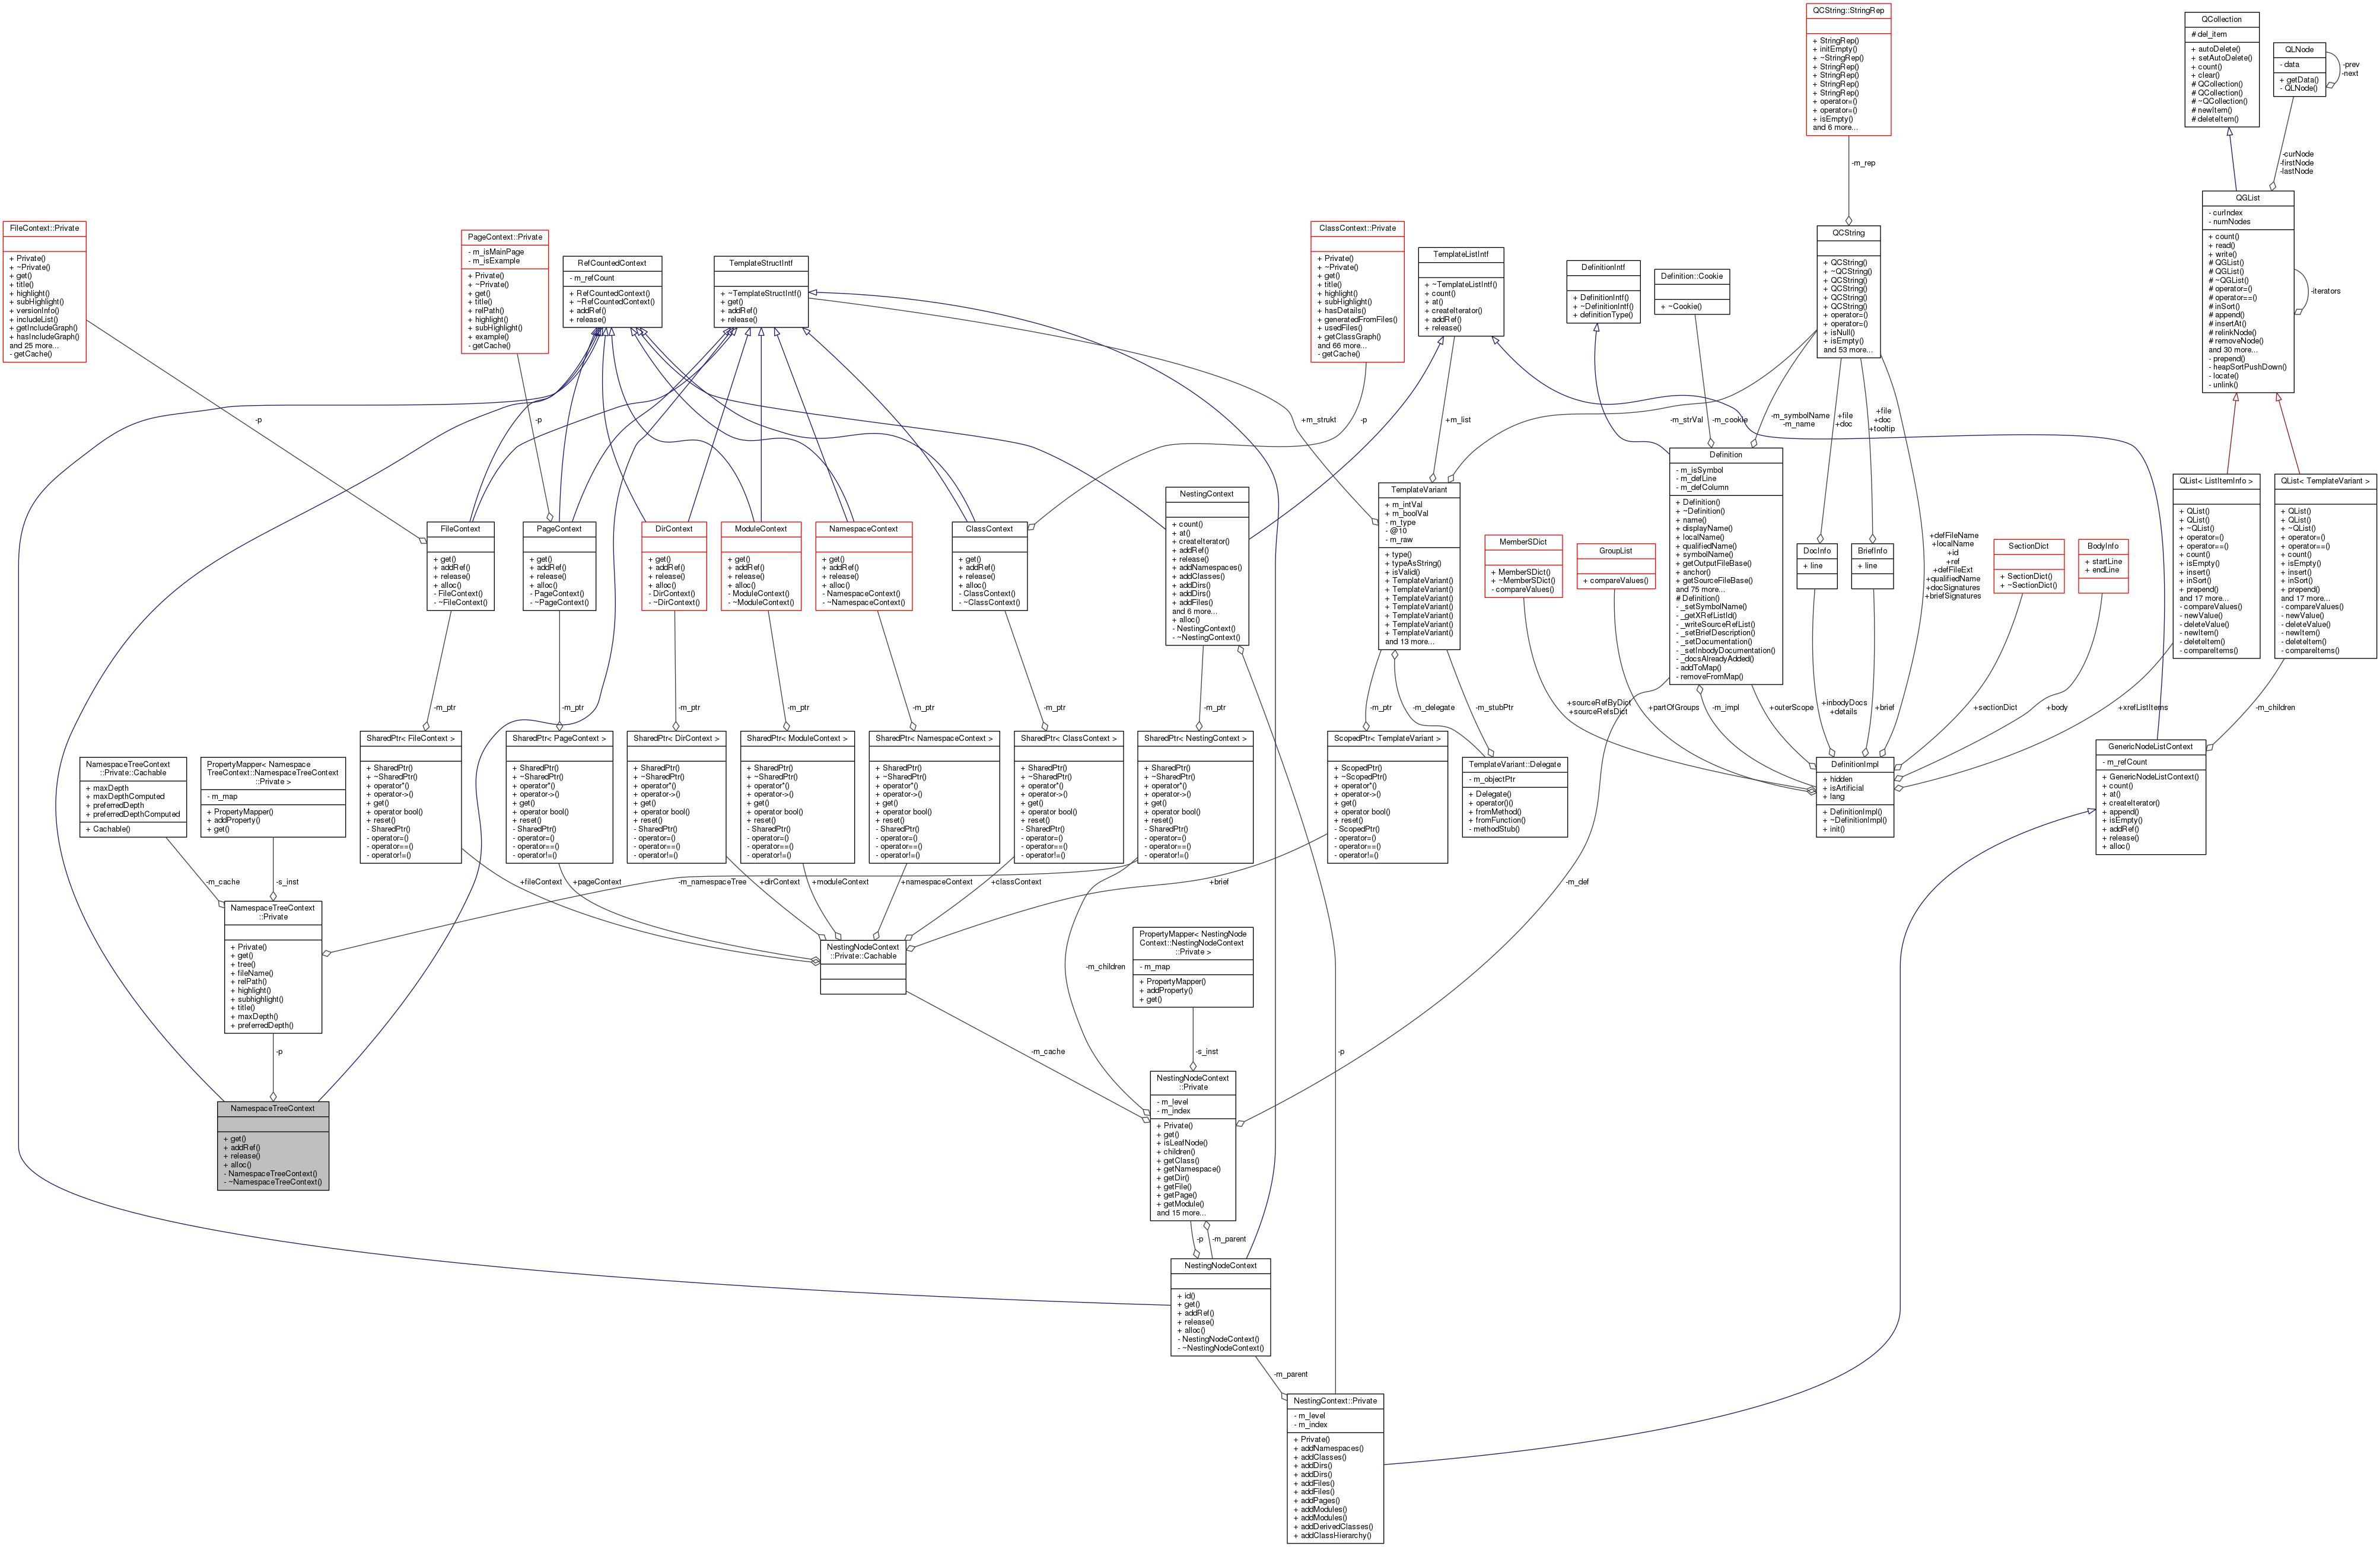 QCString::StringRep
+ StringRep()
+ initEmpty()
+ ~StringRep()
+ StringRep()
+ StringRep()
+ StringRep()
+ StringRep()
+ operator=()
+ operator=()
+ isEmpty()
and 6 more...
QCollection
# del_item
+ autoDelete()
+ setAutoDelete()
+ count()
+ clear()
# QCollection()
# QCollection()
# ~QCollection()
# newItem()
# deleteItem()
QLNode
- data
+ getData()
- QLNode()
-prev
-next
-m_rep
-curNode
-firstNode
-lastNode
QGList
- curIndex
- numNodes
+ count()
+ read()
+ write()
# QGList()
# QGList()
# ~QGList()
# operator=()
# operator==()
# inSort()
# append()
# insertAt()
# relinkNode()
# removeNode()
and 30 more...
- prepend()
- heapSortPushDown()
- locate()
- unlink()
-iterators
FileContext::Private
+ Private()
+ ~Private()
+ get()
+ title()
+ highlight()
+ subHighlight()
+ versionInfo()
+ includeList()
+ getIncludeGraph()
+ hasIncludeGraph()
and 25 more...
- getCache()
PageContext::Private
- m_isMainPage
- m_isExample
+ Private()
+ ~Private()
+ get()
+ title()
+ relPath()
+ highlight()
+ subHighlight()
+ example()
- getCache()
RefCountedContext
- m_refCount
+ RefCountedContext()
+ ~RefCountedContext()
+ addRef()
+ release()
TemplateStructIntf
+ ~TemplateStructIntf()
+ get()
+ addRef()
+ release()
ClassContext::Private
+ Private()
+ ~Private()
+ get()
+ title()
+ highlight()
+ subHighlight()
+ hasDetails()
+ generatedFromFiles()
+ usedFiles()
+ getClassGraph()
and 66 more...
- getCache()
TemplateListIntf
+ ~TemplateListIntf()
+ count()
+ at()
+ createIterator()
+ addRef()
+ release()
DefinitionIntf
+ DefinitionIntf()
+ ~DefinitionIntf()
+ definitionType()
Definition::Cookie
+ ~Cookie()
QCString
+ QCString()
+ ~QCString()
+ QCString()
+ QCString()
+ QCString()
+ QCString()
+ operator=()
+ operator=()
+ isNull()
+ isEmpty()
and 53 more...
-p
-p
+m_strukt
-p
+m_list
-m_strVal
-m_cookie
-m_symbolName
-m_name
+file
+doc
+file
+doc
+tooltip
FileContext
+ get()
+ addRef()
+ release()
+ alloc()
- FileContext()
- ~FileContext()
PageContext
+ get()
+ addRef()
+ release()
+ alloc()
- PageContext()
- ~PageContext()
DirContext
+ get()
+ addRef()
+ release()
+ alloc()
- DirContext()
- ~DirContext()
ModuleContext
+ get()
+ addRef()
+ release()
+ alloc()
- ModuleContext()
- ~ModuleContext()
NamespaceContext
+ get()
+ addRef()
+ release()
+ alloc()
- NamespaceContext()
- ~NamespaceContext()
ClassContext
+ get()
+ addRef()
+ release()
+ alloc()
- ClassContext()
- ~ClassContext()
NestingContext
+ count()
+ at()
+ createIterator()
+ addRef()
+ release()
+ addNamespaces()
+ addClasses()
+ addDirs()
+ addDirs()
+ addFiles()
and 6 more...
+ alloc()
- NestingContext()
- ~NestingContext()
TemplateVariant
+ m_intVal
+ m_boolVal
- m_type
- @10
- m_raw
+ type()
+ typeAsString()
+ isValid()
+ TemplateVariant()
+ TemplateVariant()
+ TemplateVariant()
+ TemplateVariant()
+ TemplateVariant()
+ TemplateVariant()
+ TemplateVariant()
and 13 more...
MemberSDict
+ MemberSDict()
+ ~MemberSDict()
- compareValues()
GroupList
+ compareValues()
Definition
- m_isSymbol
- m_defLine
- m_defColumn
+ Definition()
+ ~Definition()
+ name()
+ displayName()
+ localName()
+ qualifiedName()
+ symbolName()
+ getOutputFileBase()
+ anchor()
+ getSourceFileBase()
and 75 more...
# Definition()
- _setSymbolName()
- _getXRefListId()
- _writeSourceRefList()
- _setBriefDescription()
- _setDocumentation()
- _setInbodyDocumentation()
- _docsAlreadyAdded()
- addToMap()
- removeFromMap()
DocInfo
+ line
BriefInfo
+ line
+defFileName
+localName
+id
+ref
+defFileExt
+qualifiedName
+docSignatures
+briefSignatures
SectionDict
+ SectionDict()
+ ~SectionDict()
BodyInfo
+ startLine
+ endLine
QList< ListItemInfo >
+ QList()
+ QList()
+ ~QList()
+ operator=()
+ operator==()
+ count()
+ isEmpty()
+ insert()
+ inSort()
+ prepend()
and 17 more...
- compareValues()
- newValue()
- deleteValue()
- newItem()
- deleteItem()
- compareItems()
QList< TemplateVariant >
+ QList()
+ QList()
+ ~QList()
+ operator=()
+ operator==()
+ count()
+ isEmpty()
+ insert()
+ inSort()
+ prepend()
and 17 more...
- compareValues()
- newValue()
- deleteValue()
- newItem()
- deleteItem()
- compareItems()
-m_ptr
-m_ptr
-m_ptr
-m_ptr
-m_ptr
-m_ptr
-m_ptr
-m_ptr
-m_delegate
-m_stubPtr
+sourceRefByDict
+sourceRefsDict
+partOfGroups
-m_impl
+outerScope
+inbodyDocs
+details
+brief
+sectionDict
+body
+xrefListItems
-m_children
NamespaceTreeContext
::Private::Cachable
+ maxDepth
+ maxDepthComputed
+ preferredDepth
+ preferredDepthComputed
+ Cachable()
PropertyMapper< Namespace
TreeContext::NamespaceTreeContext
::Private >
- m_map
+ PropertyMapper()
+ addProperty()
+ get()
SharedPtr< FileContext >
+ SharedPtr()
+ ~SharedPtr()
+ operator*()
+ operator->()
+ get()
+ operator bool()
+ reset()
- SharedPtr()
- operator=()
- operator==()
- operator!=()
SharedPtr< PageContext >
+ SharedPtr()
+ ~SharedPtr()
+ operator*()
+ operator->()
+ get()
+ operator bool()
+ reset()
- SharedPtr()
- operator=()
- operator==()
- operator!=()
SharedPtr< DirContext >
+ SharedPtr()
+ ~SharedPtr()
+ operator*()
+ operator->()
+ get()
+ operator bool()
+ reset()
- SharedPtr()
- operator=()
- operator==()
- operator!=()
SharedPtr< ModuleContext >
+ SharedPtr()
+ ~SharedPtr()
+ operator*()
+ operator->()
+ get()
+ operator bool()
+ reset()
- SharedPtr()
- operator=()
- operator==()
- operator!=()
SharedPtr< NamespaceContext >
+ SharedPtr()
+ ~SharedPtr()
+ operator*()
+ operator->()
+ get()
+ operator bool()
+ reset()
- SharedPtr()
- operator=()
- operator==()
- operator!=()
SharedPtr< ClassContext >
+ SharedPtr()
+ ~SharedPtr()
+ operator*()
+ operator->()
+ get()
+ operator bool()
+ reset()
- SharedPtr()
- operator=()
- operator==()
- operator!=()
SharedPtr< NestingContext >
+ SharedPtr()
+ ~SharedPtr()
+ operator*()
+ operator->()
+ get()
+ operator bool()
+ reset()
- SharedPtr()
- operator=()
- operator==()
- operator!=()
ScopedPtr< TemplateVariant >
+ ScopedPtr()
+ ~ScopedPtr()
+ operator*()
+ operator->()
+ get()
+ operator bool()
+ reset()
- ScopedPtr()
- operator=()
- operator==()
- operator!=()
TemplateVariant::Delegate
- m_objectPtr
+ Delegate()
+ operator()()
+ fromMethod()
+ fromFunction()
- methodStub()
DefinitionImpl
+ hidden
+ isArtificial
+ lang
+ DefinitionImpl()
+ ~DefinitionImpl()
+ init()
GenericNodeListContext
- m_refCount
+ GenericNodeListContext()
+ count()
+ at()
+ createIterator()
+ append()
+ isEmpty()
+ addRef()
+ release()
+ alloc()
-m_cache
-s_inst
+fileContext
+pageContext
-m_namespaceTree
+dirContext
+moduleContext
+namespaceContext
+classContext
+brief
-m_def
NamespaceTreeContext
::Private
+ Private()
+ get()
+ tree()
+ fileName()
+ relPath()
+ highlight()
+ subhighlight()
+ title()
+ maxDepth()
+ preferredDepth()
NestingNodeContext
::Private::Cachable
-m_children
PropertyMapper< NestingNode
Context::NestingNodeContext
::Private >
- m_map
+ PropertyMapper()
+ addProperty()
+ get()
-p
-m_cache
-s_inst
-p
NamespaceTreeContext
+ get()
+ addRef()
+ release()
+ alloc()
- NamespaceTreeContext()
- ~NamespaceTreeContext()
NestingNodeContext
::Private
- m_level
- m_index
+ Private()
+ get()
+ isLeafNode()
+ children()
+ getClass()
+ getNamespace()
+ getDir()
+ getFile()
+ getPage()
+ getModule()
and 15 more...
-p
-m_parent
NestingNodeContext
+ id()
+ get()
+ addRef()
+ release()
+ alloc()
- NestingNodeContext()
- ~NestingNodeContext()
-m_parent
NestingContext::Private
- m_level
- m_index
+ Private()
+ addNamespaces()
+ addClasses()
+ addDirs()
+ addDirs()
+ addFiles()
+ addFiles()
+ addPages()
+ addModules()
+ addModules()
+ addDerivedClasses()
+ addClassHierarchy()